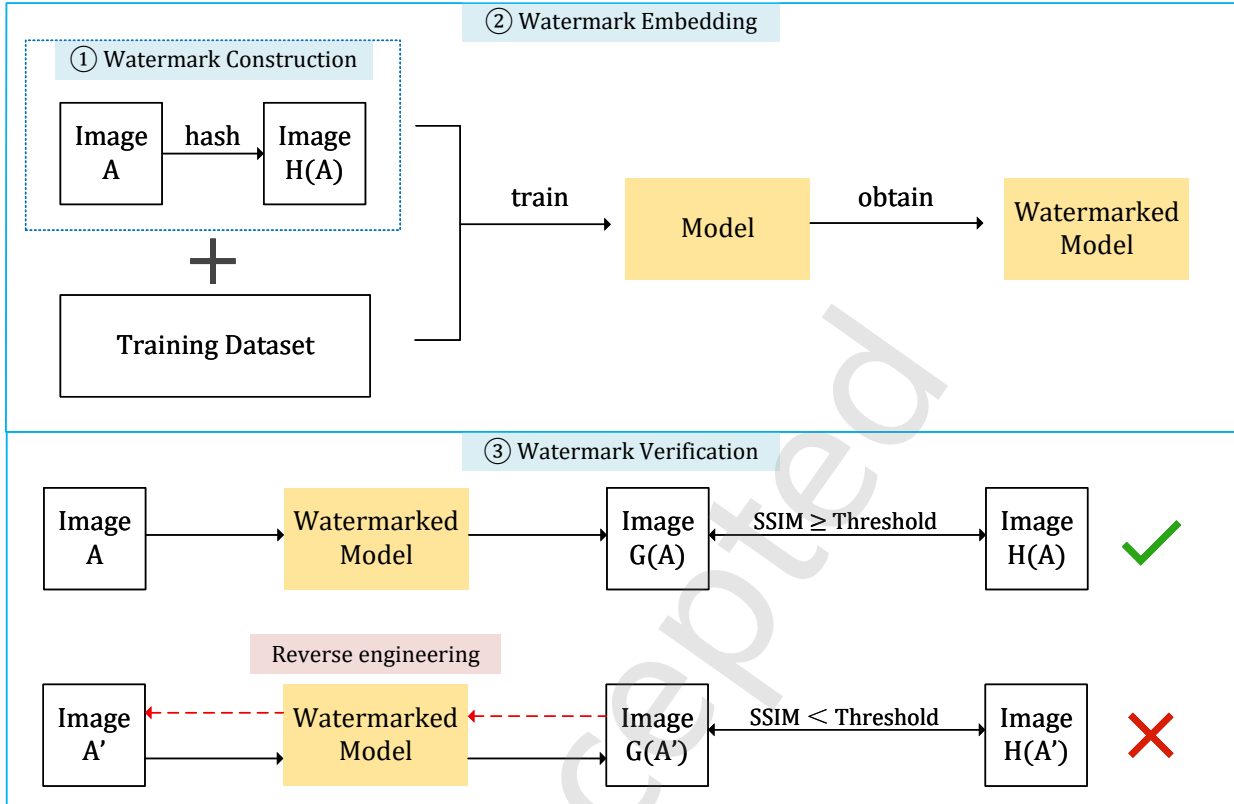 ② Watermark Embedding
① Watermark Construction
Image
A
hash
Image
H(A)
train
Model
obtain
Watermarked
Model
Training Dataset
③ Watermark Verification
Image
A
Watermarked
Model
Image
G(A)
SSIM ≥ Threshold
Image
H(A)
Reverse engineering
Image
A’
Watermarked
Model
Image
G(A’)
SSIM < Threshold
Image
H(A’)
cepted